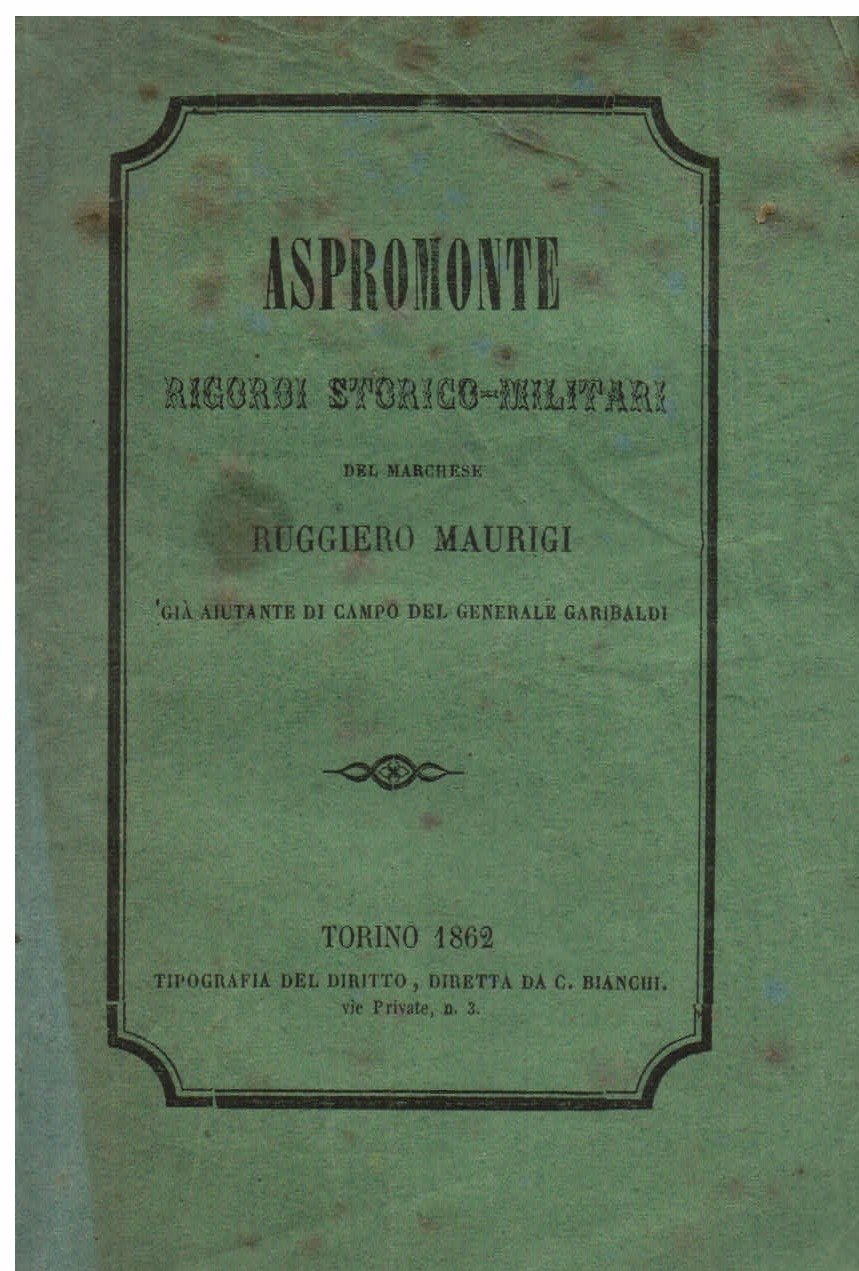 ASPROMONTE
RICORDI STORICO-MILITARI
DEL MARCHESE
RUGGIERO MAURIGI
GIÀ AIUTANTE DI CAMPO DEL GENERALE GARIBALDI
TORINO 1862
TIPOGRAFIA DEL DIRITTO, DIRETTA DA C. BIANCHI.
vie Private, n. 3.